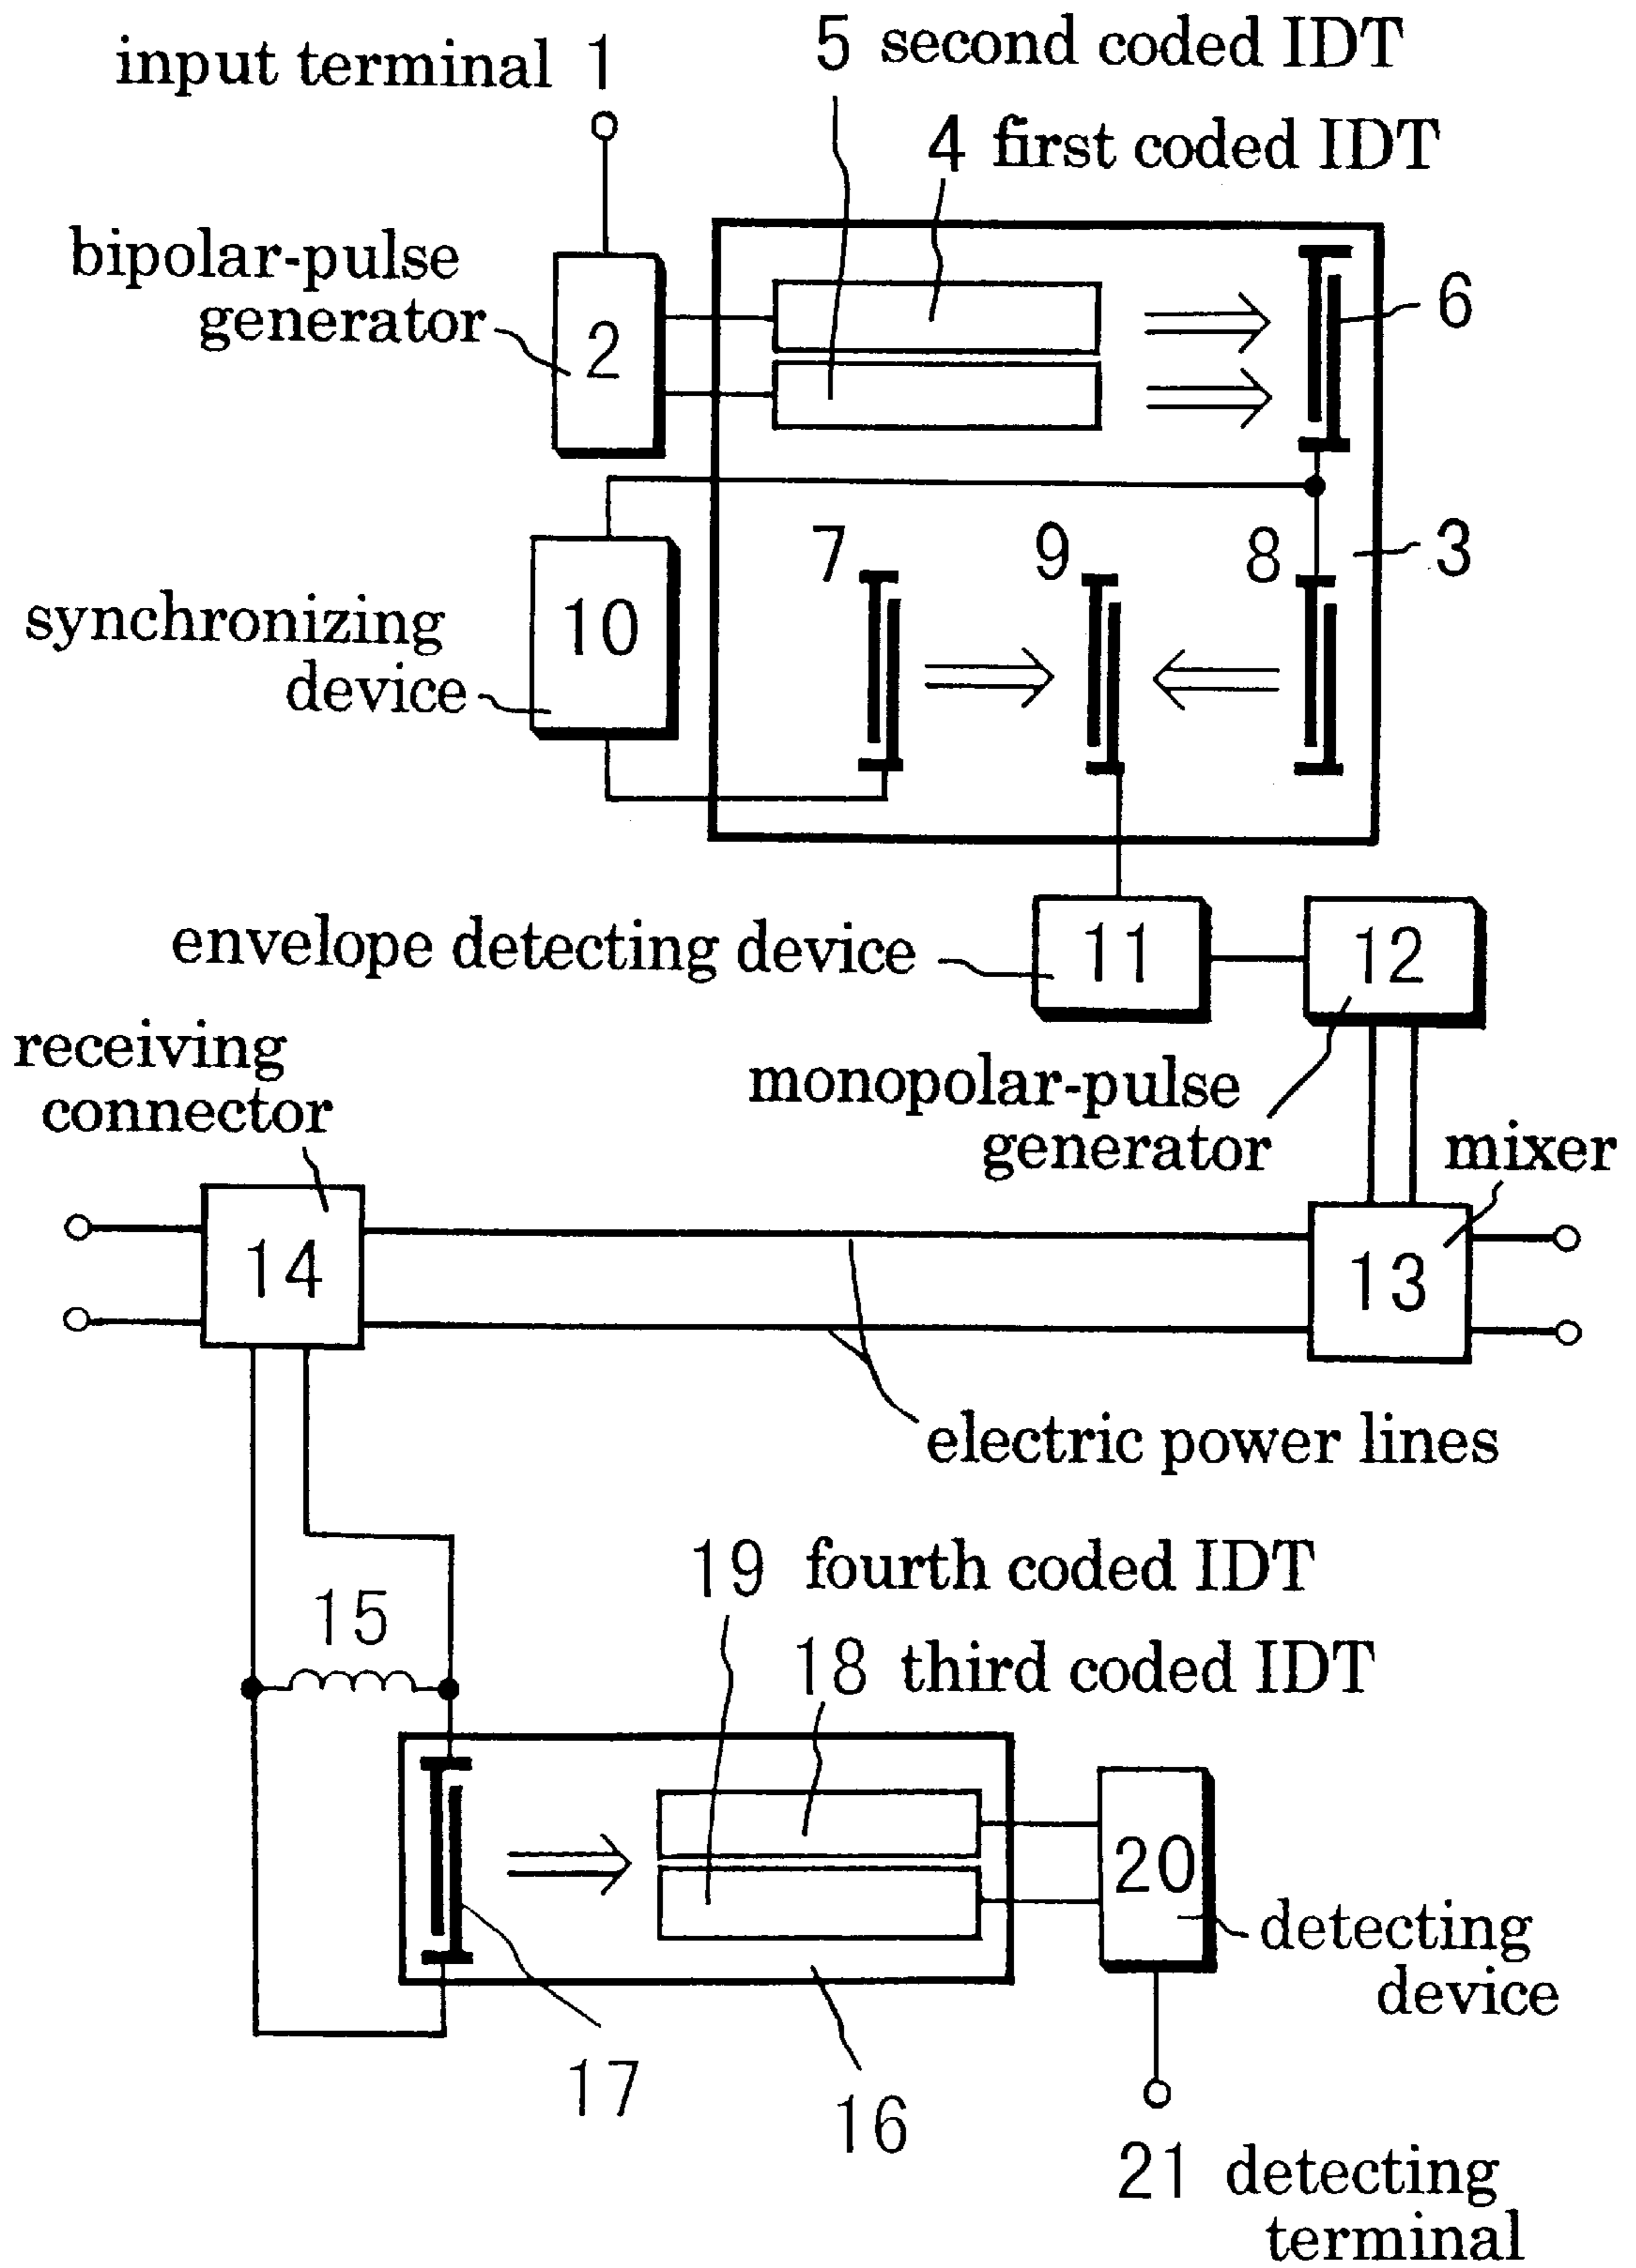 5 second coded IDT
input terminal 1
4 first coded IDT
bipolar-pulse
generator
2
6
7
9
8
3
10
synchronizing
device
envelope detecting device
11
12
receiving
connector
monopolar-pulse
generator
mixer
14
13
electric power lines
19 fourth coded IDT
15
18 third coded IDT
20
detecting
device
17
16
21 detecting
terminal